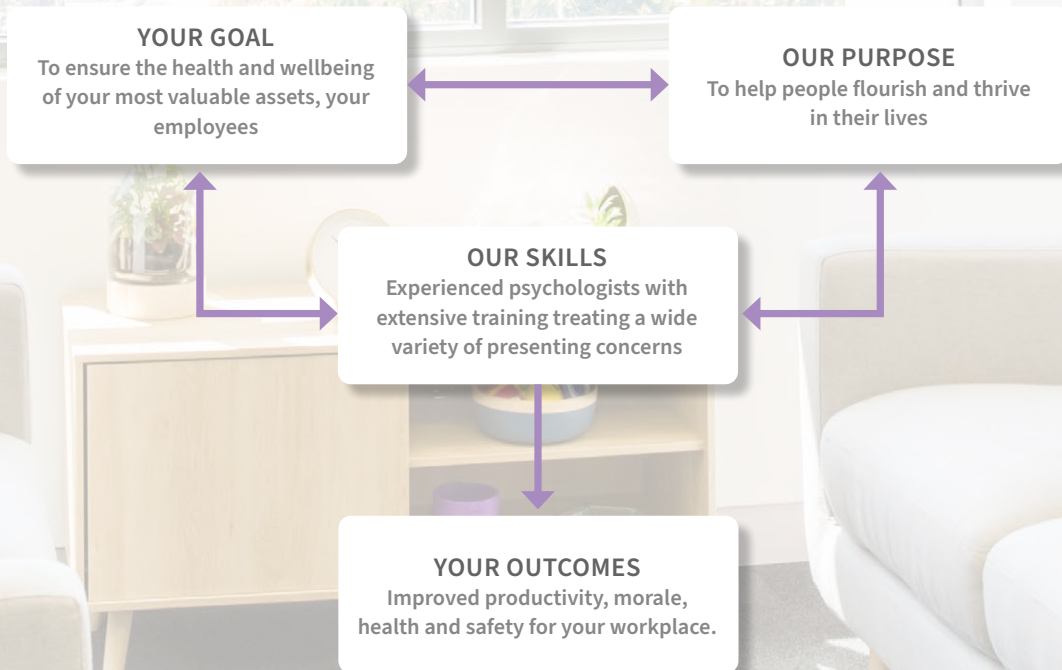 YOUR GOAL
To ensure the health and wellbeing
of your most valuable assets, your
employees
OUR PURPOSE
To help people flourish and thrive
in their lives
OUR SKILLS
Experienced psychologists with
extensive training treating a wide
variety of presenting concerns
YOUR OUTCOMES
Improved productivity, morale,
health and safety for your workplace.